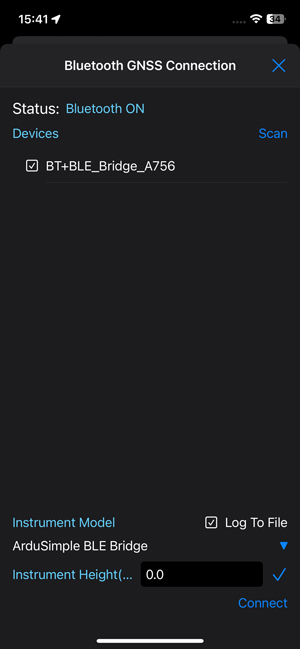 15:41
34
Bluetooth GNSS Connection
Status: Bluetooth ON
Devices Scan
BT+BLE_Bridge_A756
Instrument Model Log To File
ArduSimple BLE Bridge
Instrument Height(... 0.0
Connect